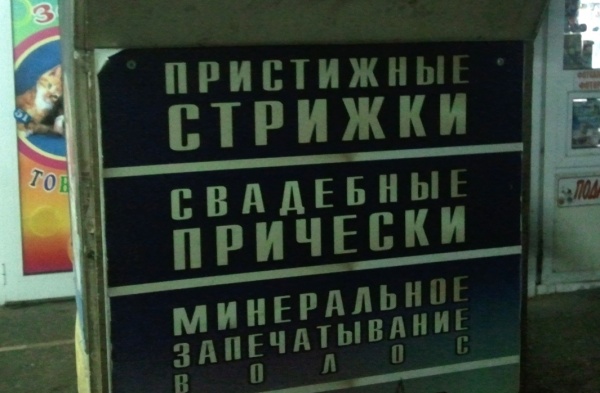 ПРИСТИЖНЫЕ
СТРИЖКИ
СВАДЕБНЫЕ
ПРИЧЕСКИ
МИНЕРАЛЬНОЕ
ЗАПЕЧАТЫВАНИЕ
ВОЛОС